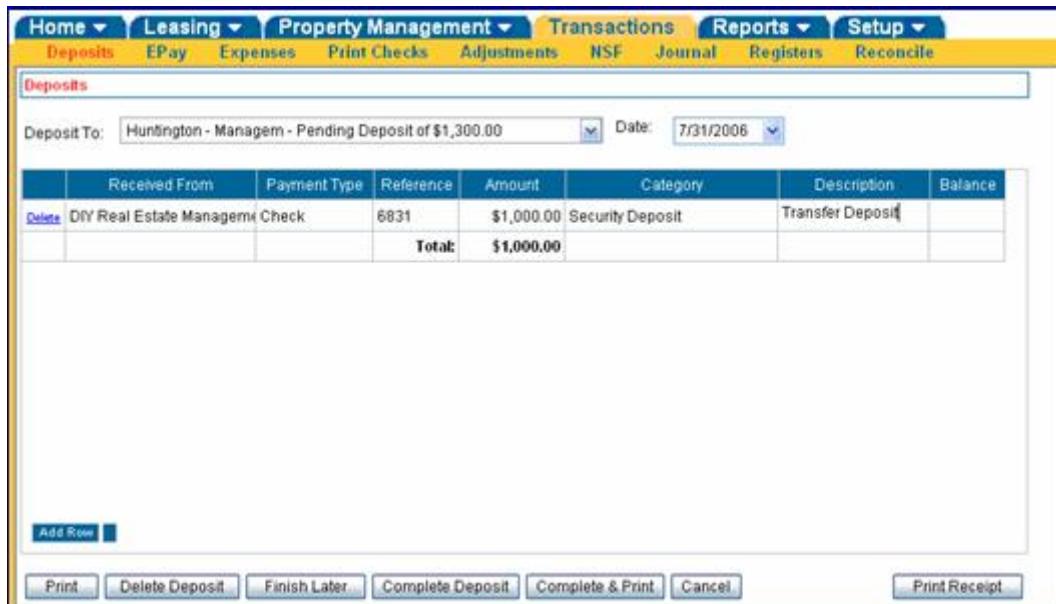 Home Leasing Property Management Transactions Reports Setup
Deposits EPay Expenses Print Checks Adjustments NSF Journal Registers Reconcile
Deposits
Deposit To: Huntington - Managem - Pending Deposit of $1,300.00 Date: 7/31/2006
Received From Payment Type Reference Amount Category Description Balance
Delete DIY Real Estate Managem Check 6831 $1,000.00 Security Deposit Transfer Deposit
Total: $1,000.00
Add Row
Print Delete Deposit Finish Later Complete Deposit Complete & Print Cancel Print Receipt